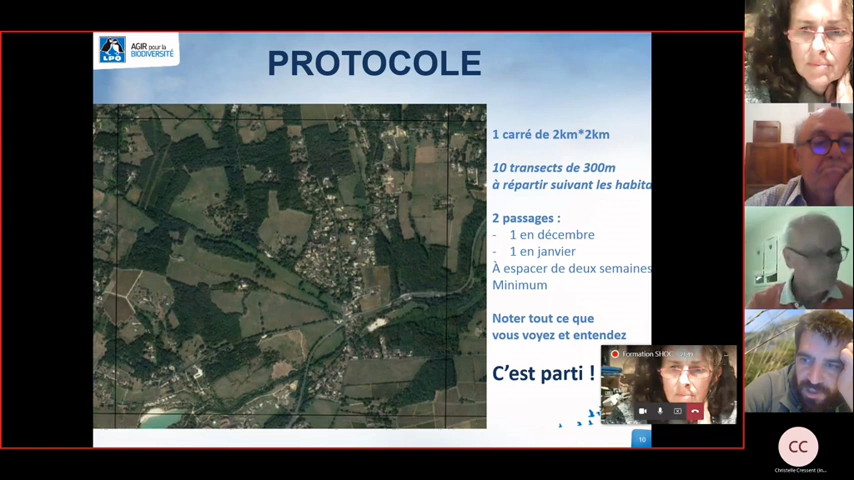 LPO
AGIR pour la
BIODIVERSITÉ
PROTOCOLE
1 carré de 2km*2km
10 transects de 300m
à répartir suivant les habita
2 passages :
- 1 en décembre
- 1 en janvier
À espacer de deux semaines
Minimum
Noter tout ce que
vous voyez et entendez
C'est parti !
Formation SHOC
10
CC
Christelle Cressent (In...